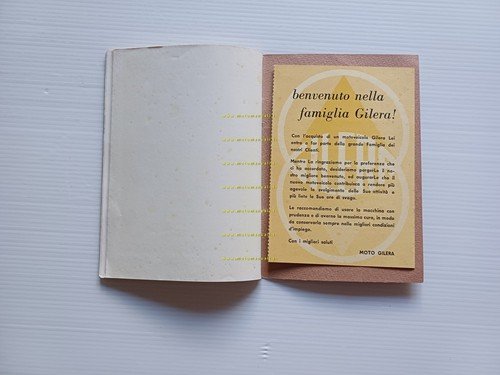 benvenuto nella
famiglia Gilera!
Con l'acquisto di un motoveicolo Gilera Lei
entra a far parte della grande Famiglia dei
nostri Clienti.
Mentre La ringraziamo per la preferenza che
ci ha accordato, desideriamo porgerLe il no-
stro migliore benvenuto, ed augurarLe che il
nuovo motoveicolo contribuisca a rendere più
agevole lo svolgimento delle Sue attività e
più liete le Sue ore di svago.
Le raccomandiamo di usare la macchina con
prudenza e di averne la massima cura, in modo
da conservarla sempre nelle migliori condizioni
d'impiego.
Con i migliori saluti
MOTO GILERA